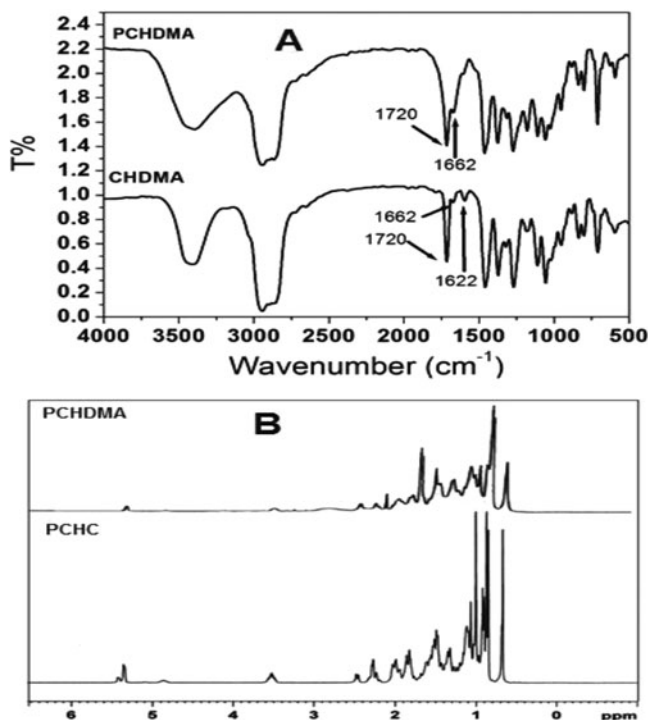 A
PCHDMA
2.4
2.2
2.0
1.8
1.6
1.4
1.2
1.0
0.8
0.6
0.4
0.2
0.0
T%
1720
1662
CHDMA
1662
1720
1622
4000 3500 3000 2500 2000 1500 1000 500
Wavenumber (cm⁻¹)
B
PCHDMA
PCHC
6 5 4 3 2 1 0 ppm